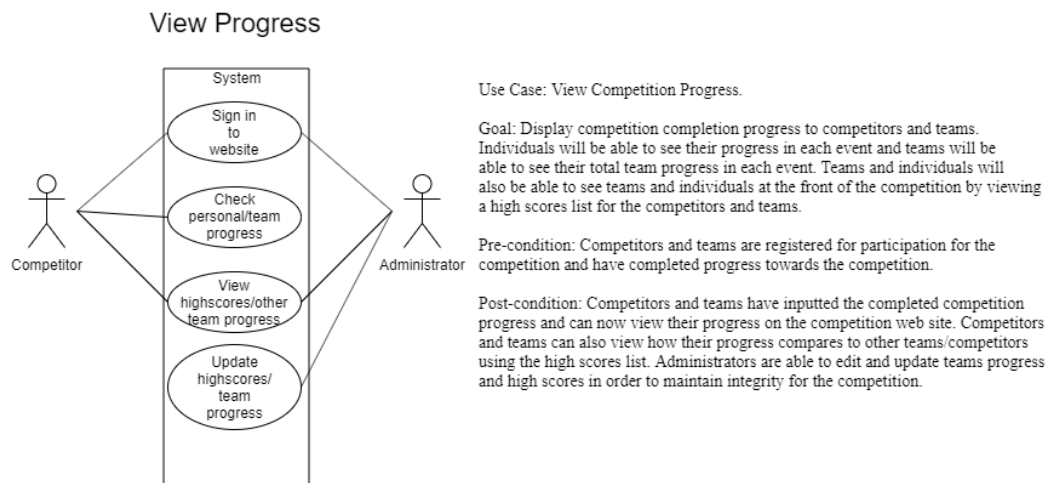 View Progress
System
Sign in
to
website
Check
personal/team
progress
View
highscores/other
team progress
Update
highscores/
team
progress
Competitor
Administrator
Use Case: View Competition Progress.
Goal: Display competition completion progress to competitors and teams.
Individuals will be able to see their progress in each event and teams will be
able to see their total team progress in each event. Teams and individuals will
also be able to see teams and individuals at the front of the competition by viewing
a high scores list for the competitors and teams.
Pre-condition: Competitors and teams are registered for participation for the
competition and have completed progress towards the competition.
Post-condition: Competitors and teams have inputted the completed competition
progress and can now view their progress on the competition web site. Competitors
and teams can also view how their progress compares to other teams/competitors
using the high scores list. Administrators are able to edit and update teams progress
and high scores in order to maintain integrity for the competition.